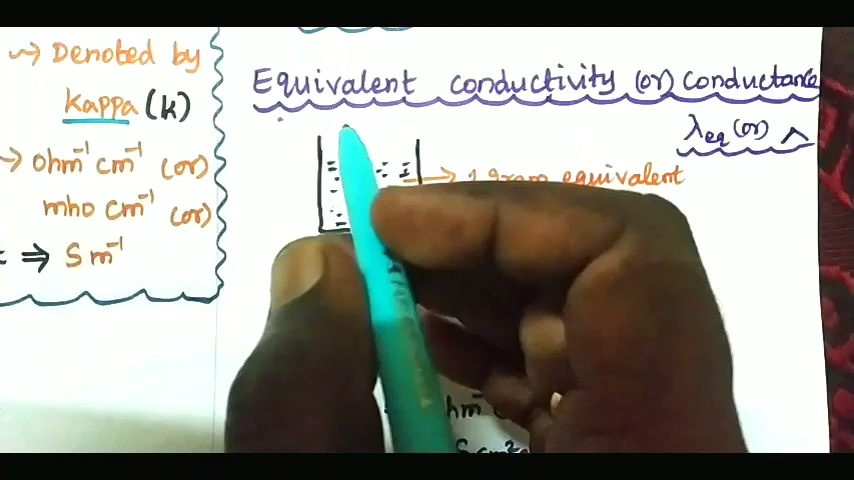 ~> Denoted by
Kappa (k)
-> ohm⁻¹ cm⁻¹ (or)
mho cm⁻¹ (or)
=> S m⁻¹
Equivalent conductivity (or) conductance
λeq (or) Λ
1 gram equivalent